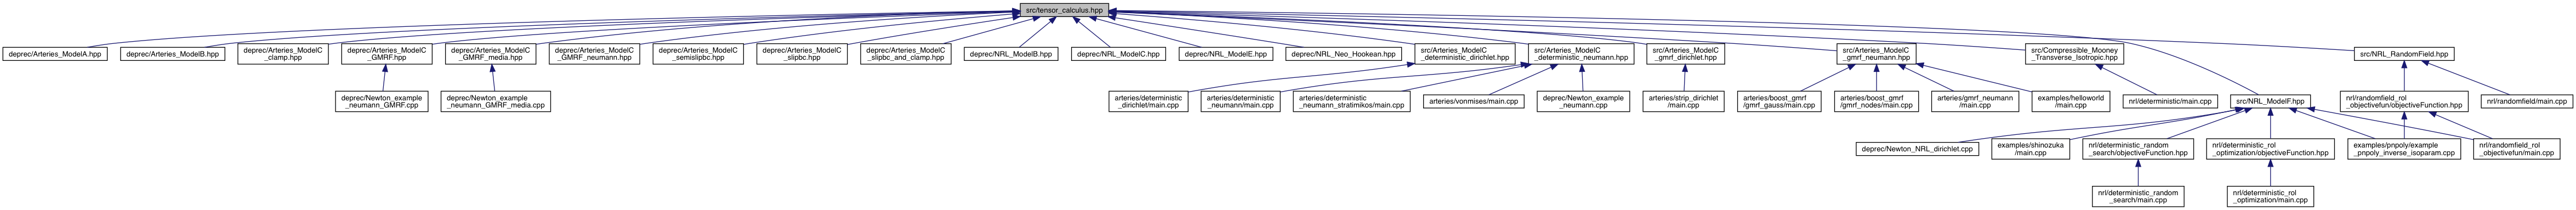 src/tensor_calculus.hpp
deprec/Arteries_ModelA.hpp
deprec/Arteries_ModelB.hpp
deprec/Arteries_ModelC
_clamp.hpp
deprec/Arteries_ModelC
_GMRF.hpp
deprec/Arteries_ModelC
_GMRF_media.hpp
deprec/Arteries_ModelC
_GMRF_neumann.hpp
deprec/Arteries_ModelC
_semislipbc.hpp
deprec/Arteries_ModelC
_slipbc.hpp
deprec/Arteries_ModelC
_slipbc_and_clamp.hpp
deprec/NRL_ModelB.hpp
deprec/NRL_ModelC.hpp
deprec/NRL_ModelE.hpp
deprec/NRL_Neo_Hookean.hpp
src/Arteries_ModelC
_deterministic_dirichlet.hpp
src/Arteries_ModelC
_deterministic_neumann.hpp
src/Arteries_ModelC
_gmrf_dirichlet.hpp
src/Arteries_ModelC
_gmrf_neumann.hpp
src/Compressible_Mooney
_Transverse_Isotropic.hpp
src/NRL_RandomField.hpp
deprec/Newton_example
_neumann_GMRF.cpp
deprec/Newton_example
_neumann_GMRF_media.cpp
arteries/deterministic
_dirichlet/main.cpp
arteries/deterministic
_neumann/main.cpp
arteries/deterministic
_neumann_stratimikos/main.cpp
arteries/vonmises/main.cpp
deprec/Newton_example
_neumann.cpp
arteries/strip_dirichlet
/main.cpp
arteries/boost_gmrf
/gmrf_gauss/main.cpp
arteries/boost_gmrf
/gmrf_nodes/main.cpp
arteries/gmrf_neumann
/main.cpp
examples/helloworld
/main.cpp
nrl/deterministic/main.cpp
src/NRL_ModelF.hpp
nrl/randomfield_rol
_objectivefun/objectiveFunction.hpp
nrl/randomfield/main.cpp
deprec/Newton_NRL_dirichlet.cpp
examples/shinozuka
/main.cpp
nrl/deterministic_random
_search/objectiveFunction.hpp
nrl/deterministic_rol
_optimization/objectiveFunction.hpp
examples/pnpoly/example
_pnpoly_inverse_isoparam.cpp
nrl/randomfield_rol
_objectivefun/main.cpp
nrl/deterministic_random
_search/main.cpp
nrl/deterministic_rol
_optimization/main.cpp